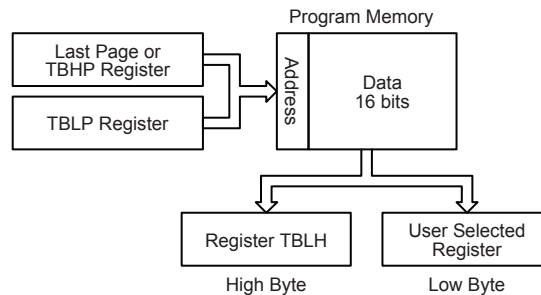 Program Memory
Last Page or
TBHP Register
TBLP Register
Address
Data
16 bits
Register TBLH
User Selected
Register
High Byte
Low Byte